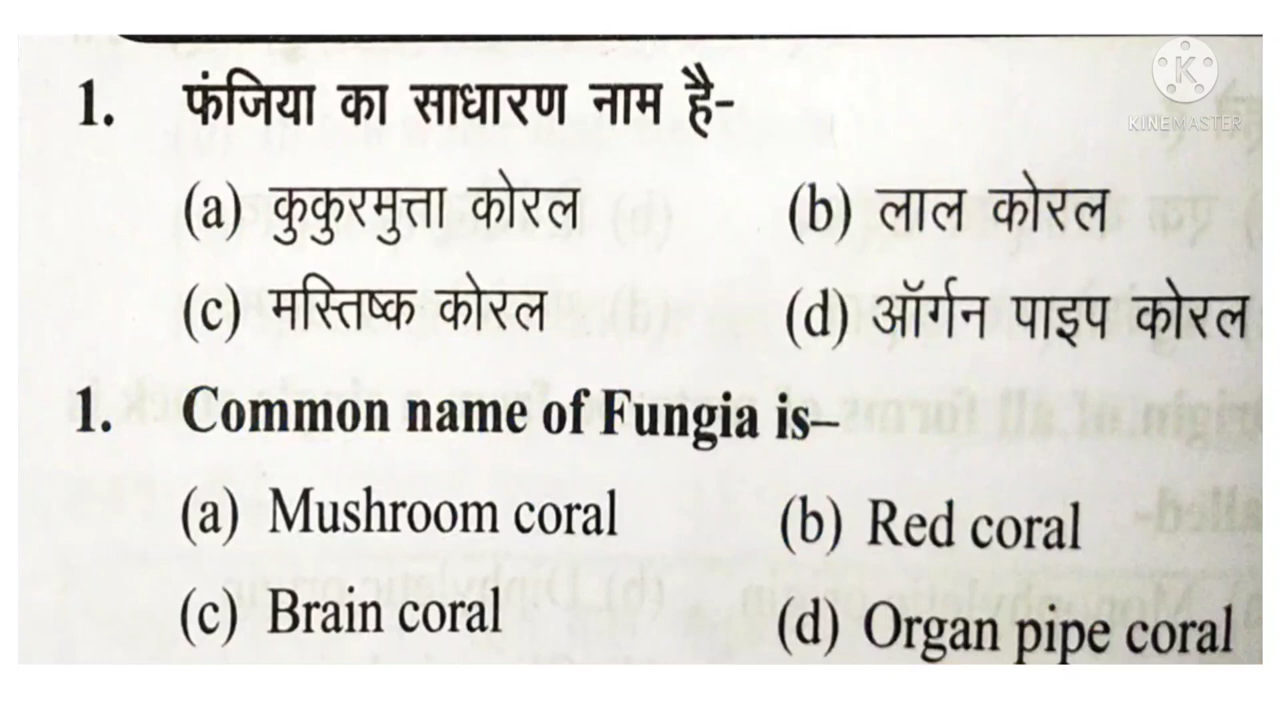 1. फंजिया का साधारण नाम है-
(a) कुकुरमुत्ता कोरल (b) लाल कोरल
(c) मस्तिष्क कोरल (d) ऑर्गन पाइप कोरल
1. Common name of Fungia is–
(a) Mushroom coral (b) Red coral
(c) Brain coral (d) Organ pipe coral
K
KINEMASTER